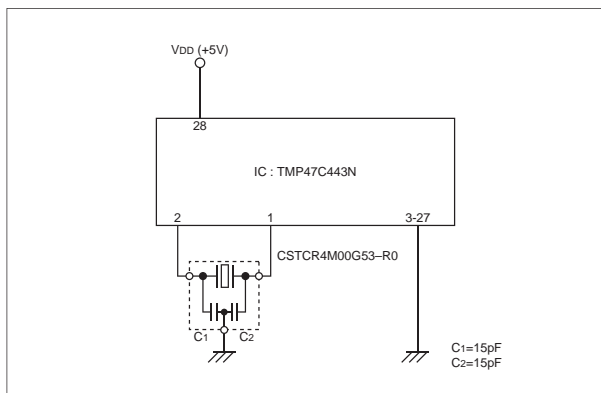 VDD (+5V)
28
IC : TMP47C443N
2 1 3-27
CSTCR4M00G53–R0
C1 C2
C1=15pF
C2=15pF